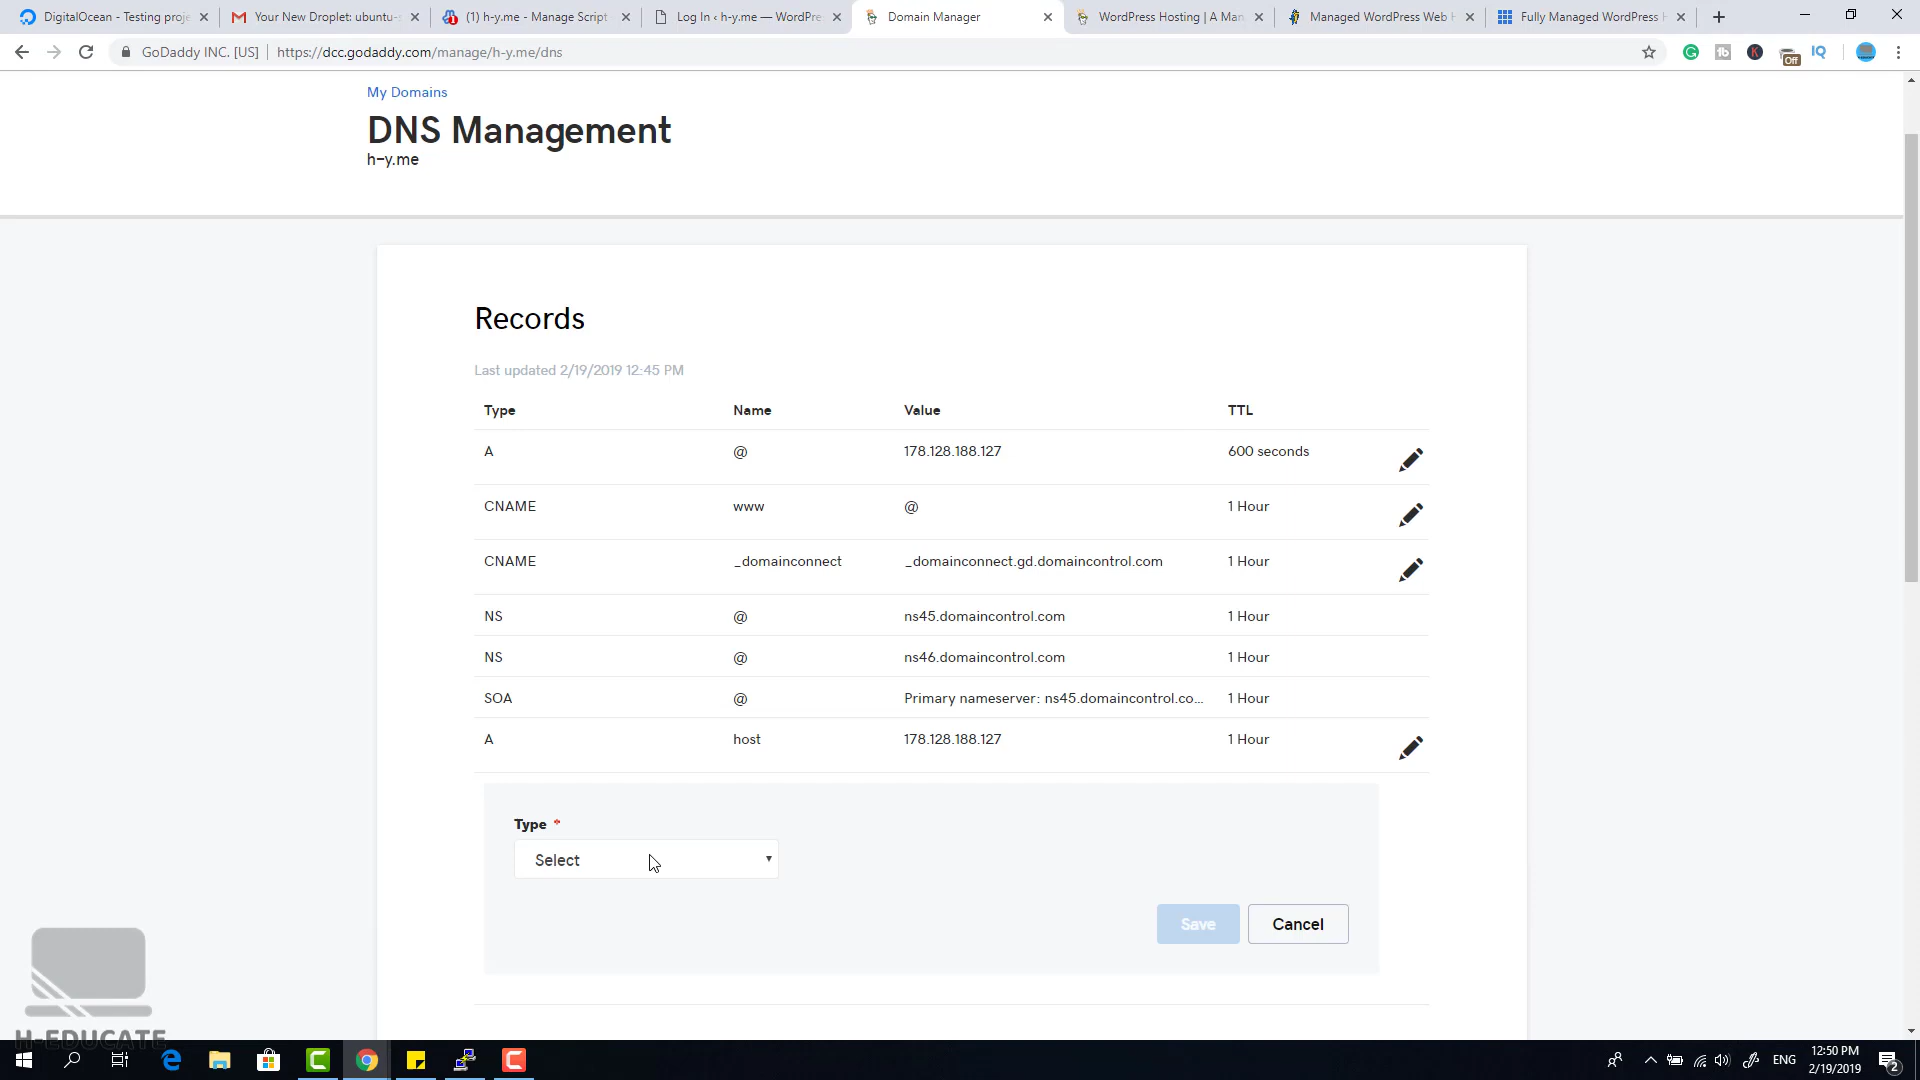 DigitalOcean - Testing proje
Your New Droplet: ubuntu-s
(1) h-y.me - Manage Script
Log In ‹ h-y.me — WordPre
Domain Manager
WordPress Hosting | A Man
Managed WordPress Web H
Fully Managed WordPress H
GoDaddy INC. [US] | https://dcc.godaddy.com/manage/h-y.me/dns
tb
K
Off
IQ
My Domains
DNS Management
h-y.me
Records
Last updated 2/19/2019 12:45 PM
Type Name Value TTL
A @ 178.128.188.127 600 seconds
CNAME www @ 1 Hour
CNAME _domainconnect _domainconnect.gd.domaincontrol.com 1 Hour
NS @ ns45.domaincontrol.com 1 Hour
NS @ ns46.domaincontrol.com 1 Hour
SOA @ Primary nameserver: ns45.domaincontrol.co... 1 Hour
A host 178.128.188.127 1 Hour
Type *
Select
Save Cancel
H-EDUCATE
ENG
12:50 PM
2/19/2019
2